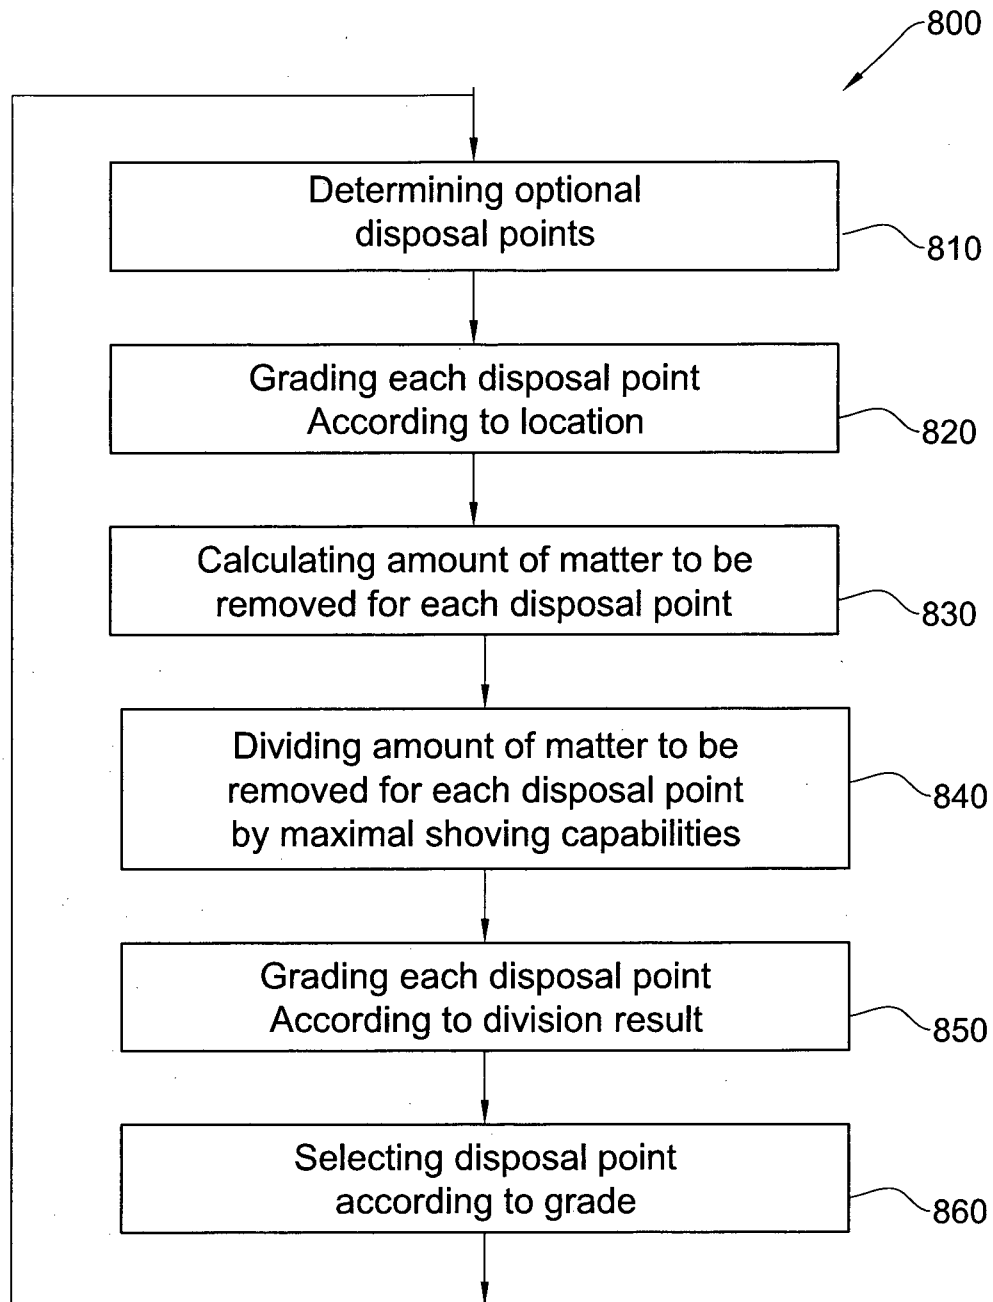 800
Determining optional
disposal points
810
Grading each disposal point
According to location
820
Calculating amount of matter to be
removed for each disposal point
830
Dividing amount of matter to be
removed for each disposal point
by maximal shoving capabilities
840
Grading each disposal point
According to division result
850
Selecting disposal point
according to grade
860